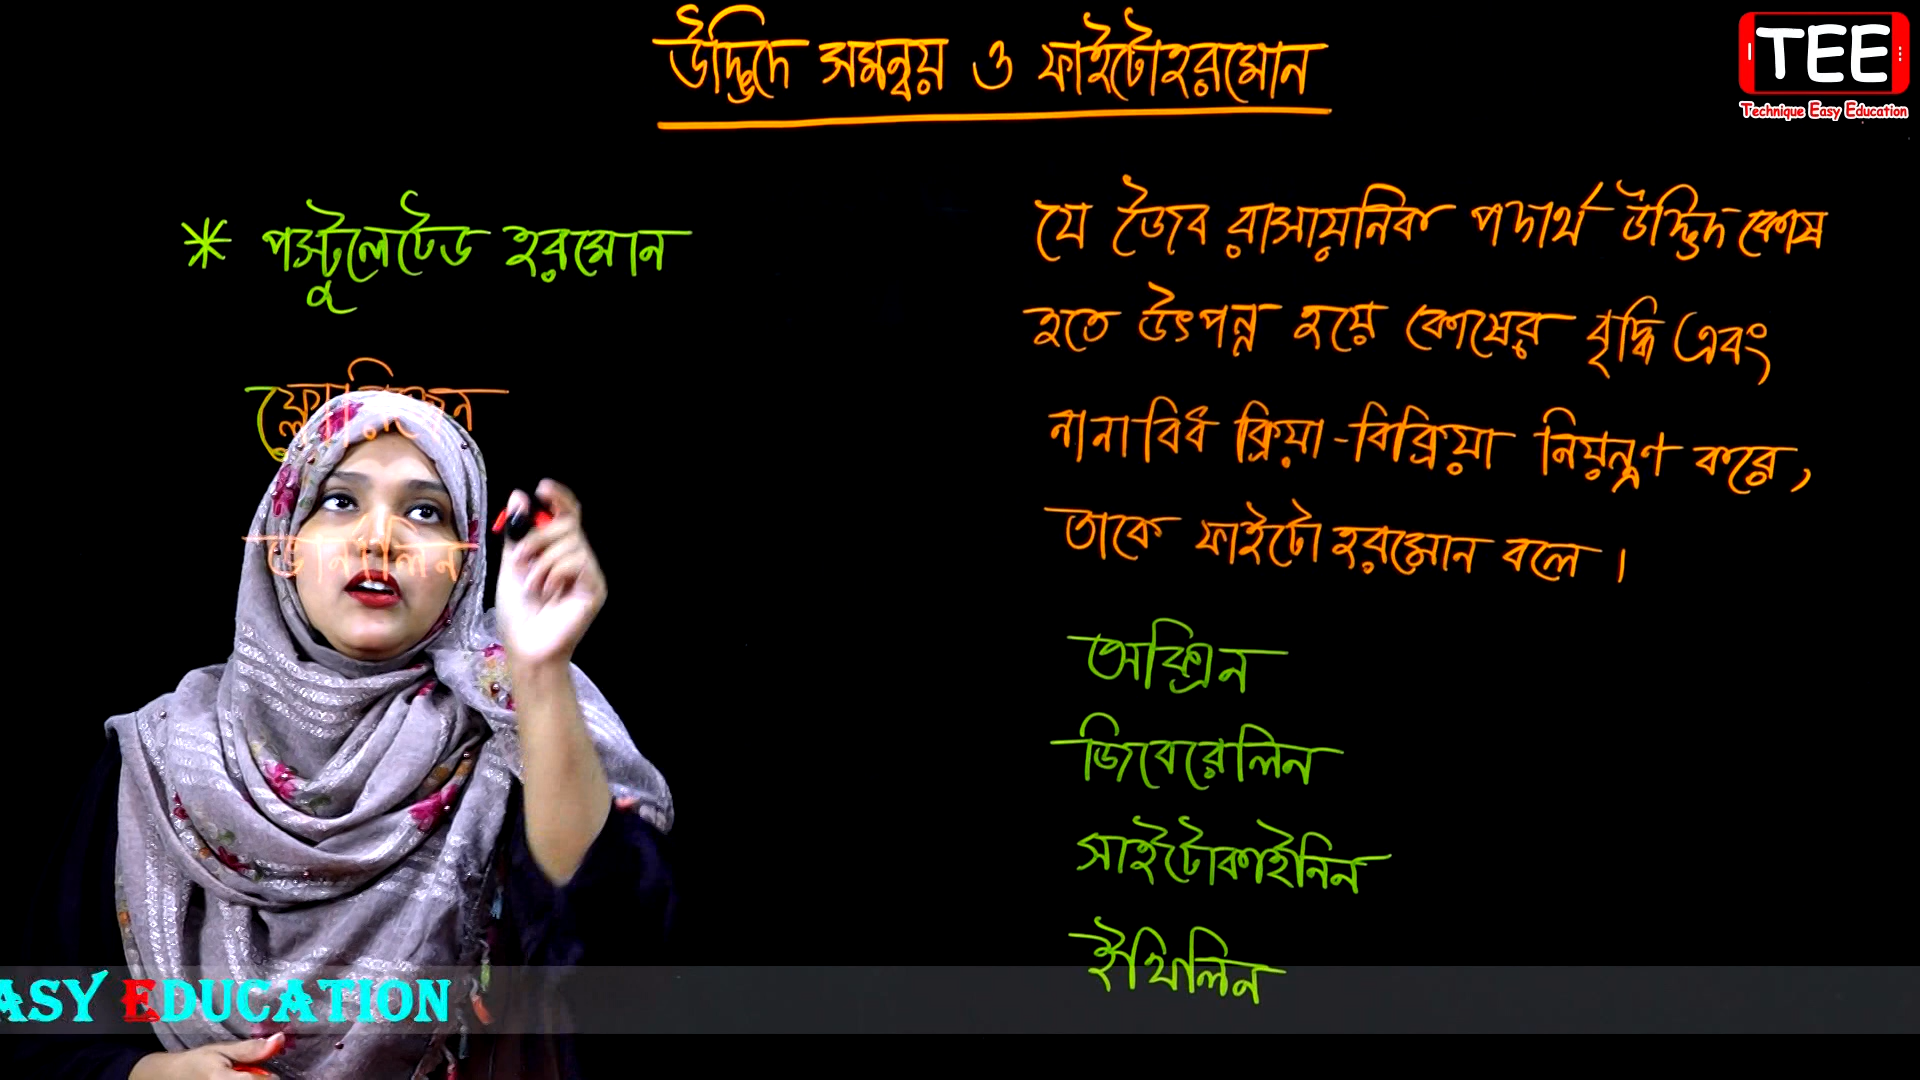 উদ্ভিদে সমন্বয় ও ফাইটোহরমোন
TEE
Technique Easy Education
* পস্টুলেটেড হরমোন
ফ্লোরিজেন
ভার্নালিন
যে জৈব রাসায়নিক পদার্থ উদ্ভিদ কোষ
হতে উৎপন্ন হয়ে কোষের বৃদ্ধি এবং
নানাবিধ ক্রিয়া-বিক্রিয়া নিয়ন্ত্রণ করে,
তাকে ফাইটো হরমোন বলে।
অক্সিন
জিবেরেলিন
সাইটোকাইনিন
ইথিলিন
ASY EDUCATION